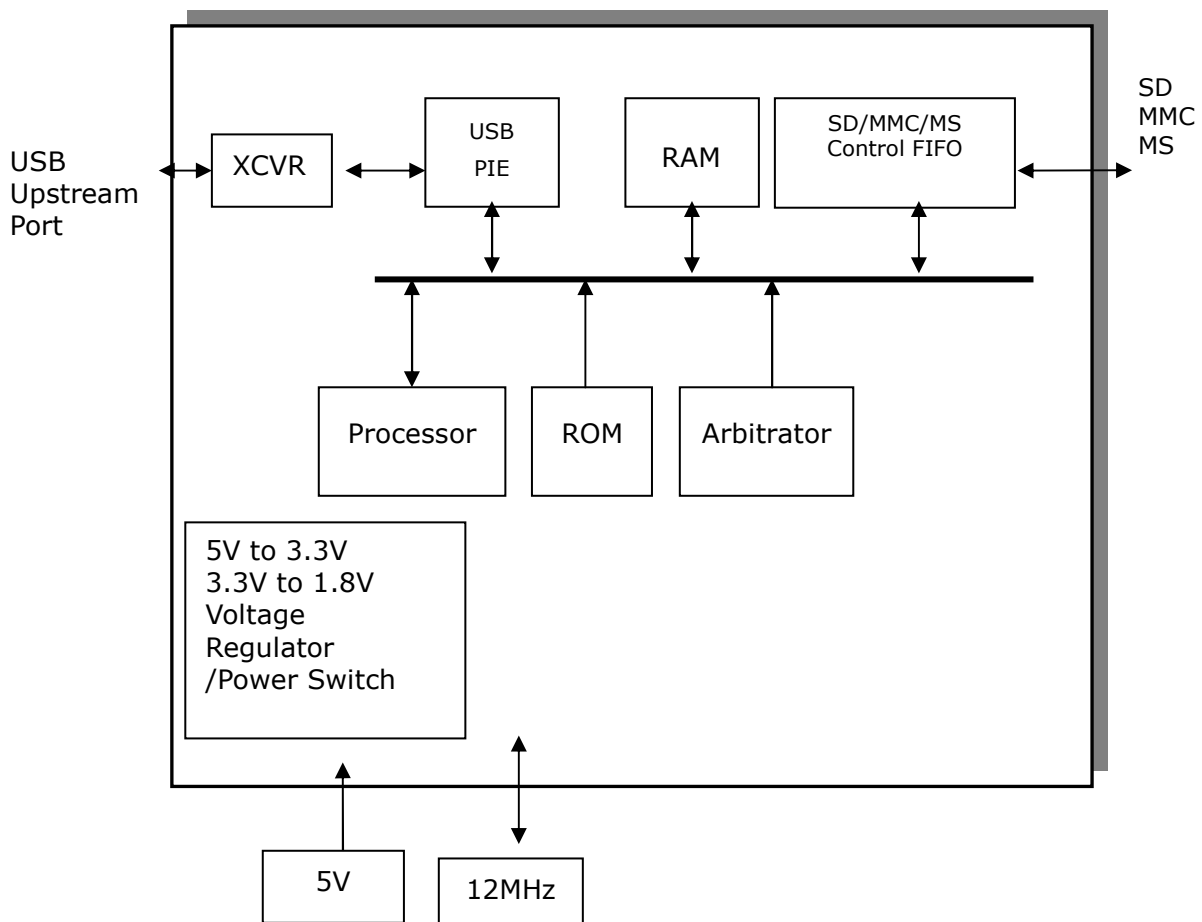 USB
Upstream
Port
XCVR
USB
PIE
RAM
SD/MMC/MS
Control FIFO
SD
MMC
MS
Processor
ROM
Arbitrator
5V to 3.3V
3.3V to 1.8V
Voltage
Regulator
/Power Switch
5V
12MHz